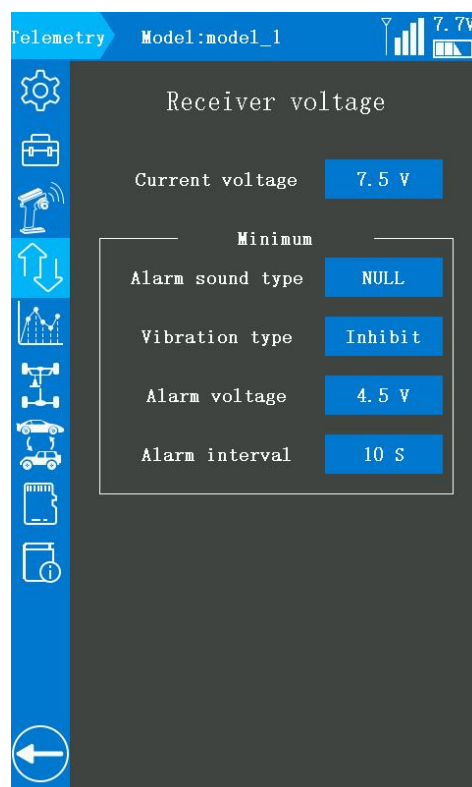 Telemetry Model:model_1 7.7V
Receiver voltage
Current voltage 7.5 V
Minimum
Alarm sound type NULL
Vibration type Inhibit
Alarm voltage 4.5 V
Alarm interval 10 S